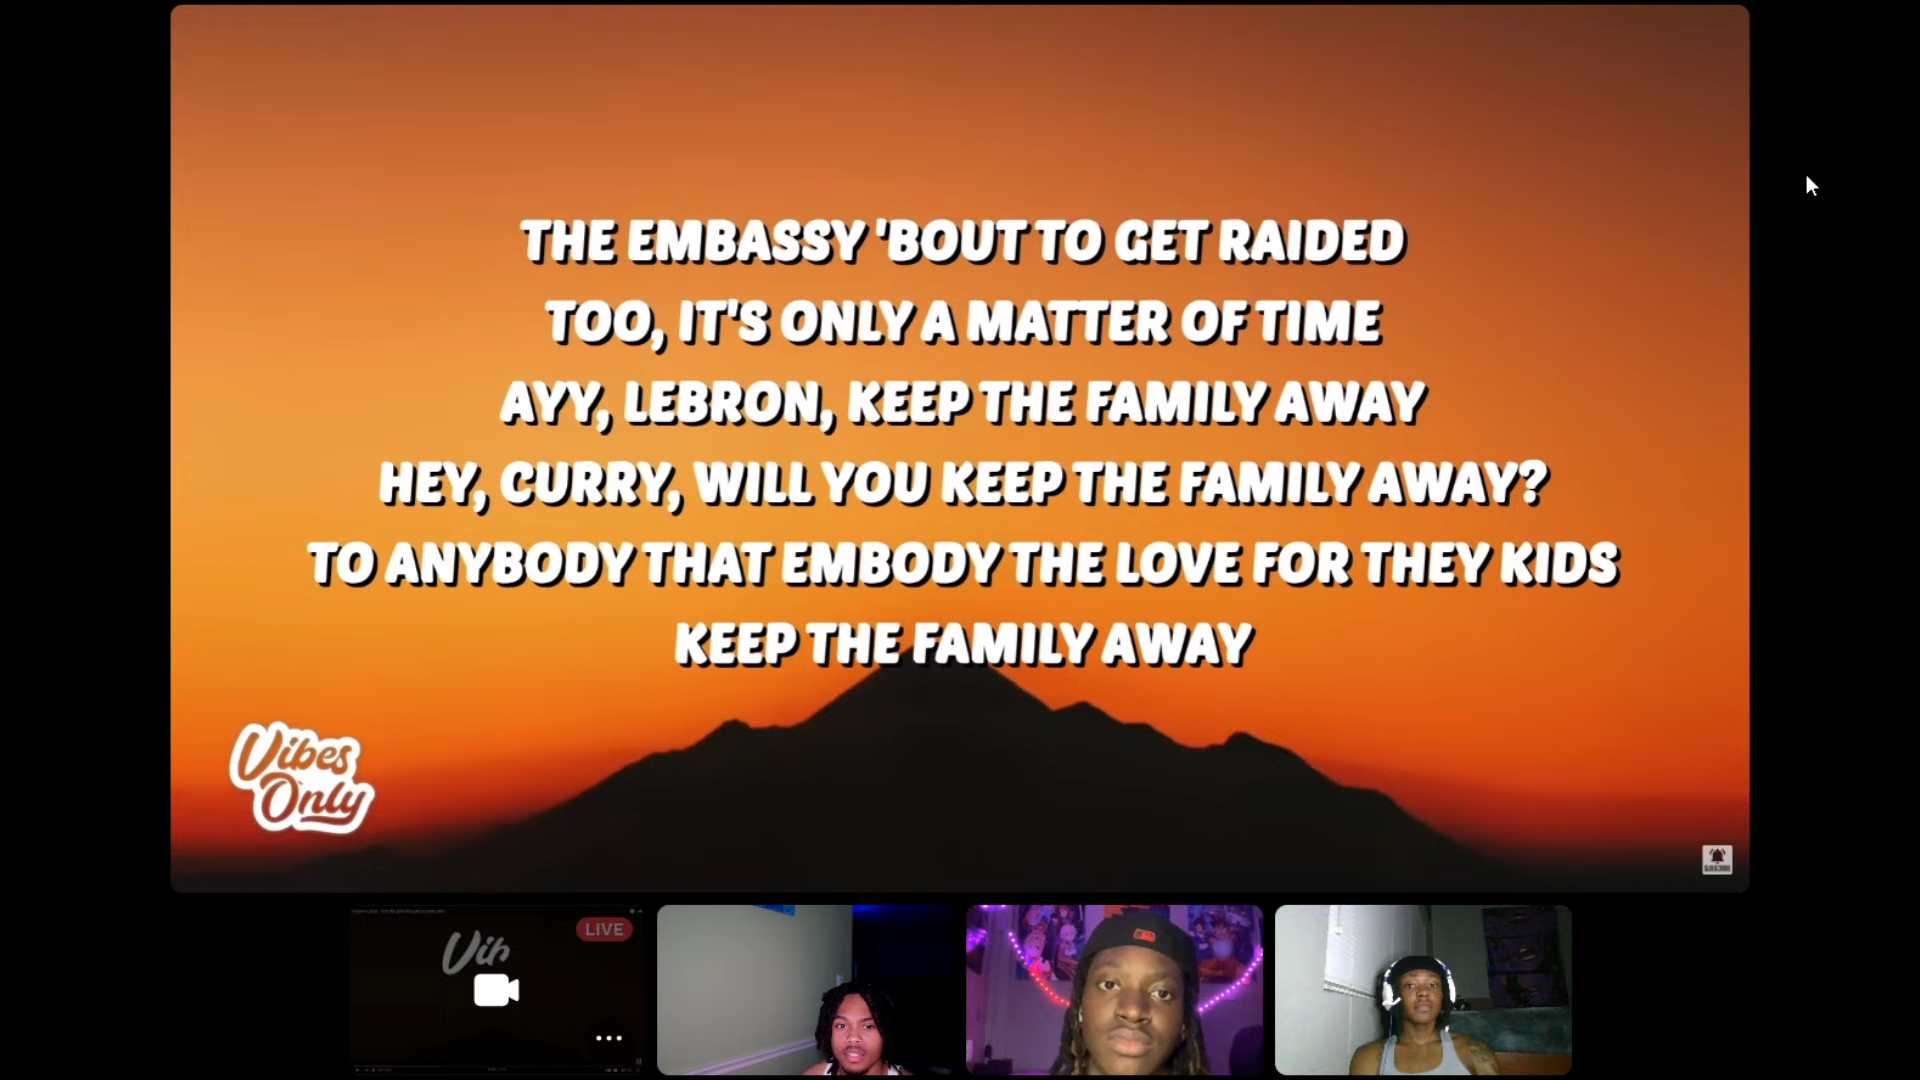 THE EMBASSY 'BOUT TO GET RAIDED
TOO, IT'S ONLY A MATTER OF TIME
AYY, LEBRON, KEEP THE FAMILY AWAY
HEY, CURRY, WILL YOU KEEP THE FAMILY AWAY?
TO ANYBODY THAT EMBODY THE LOVE FOR THEY KIDS
KEEP THE FAMILY AWAY
Vibes
Only
SUBSCRIBE
LIVE